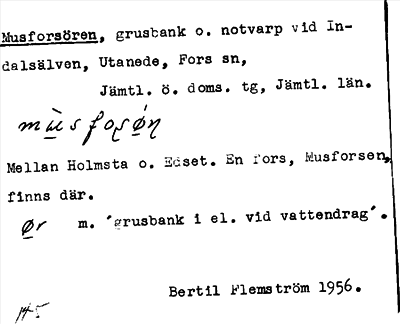 Musforsören, grusbank o. notvarp vid In-
dalsälven, Utanede, Fors sn,
Jämtl. ö. doms. tg, Jämtl. län.
Mellan Holmsta o. Edset. En fors, Musforsen,
finns där.
ør m. ´grusbank i el. vid vattendrag´.
Bertil Flemström 1956.